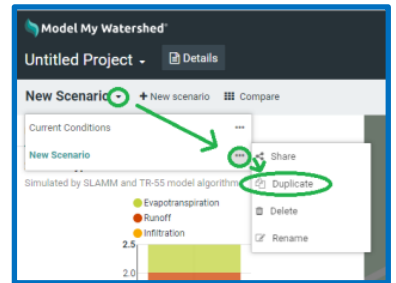 Model My Watershed®
Untitled Project
Details
New Scenario
+ New scenario
Compare
Current Conditions
New Scenario
Share
Simulated by SLAMM and TR-55 model algorithm
Duplicate
Evapotranspiration
Runoff
Delete
Infiltration
Rename
2.5
2.0